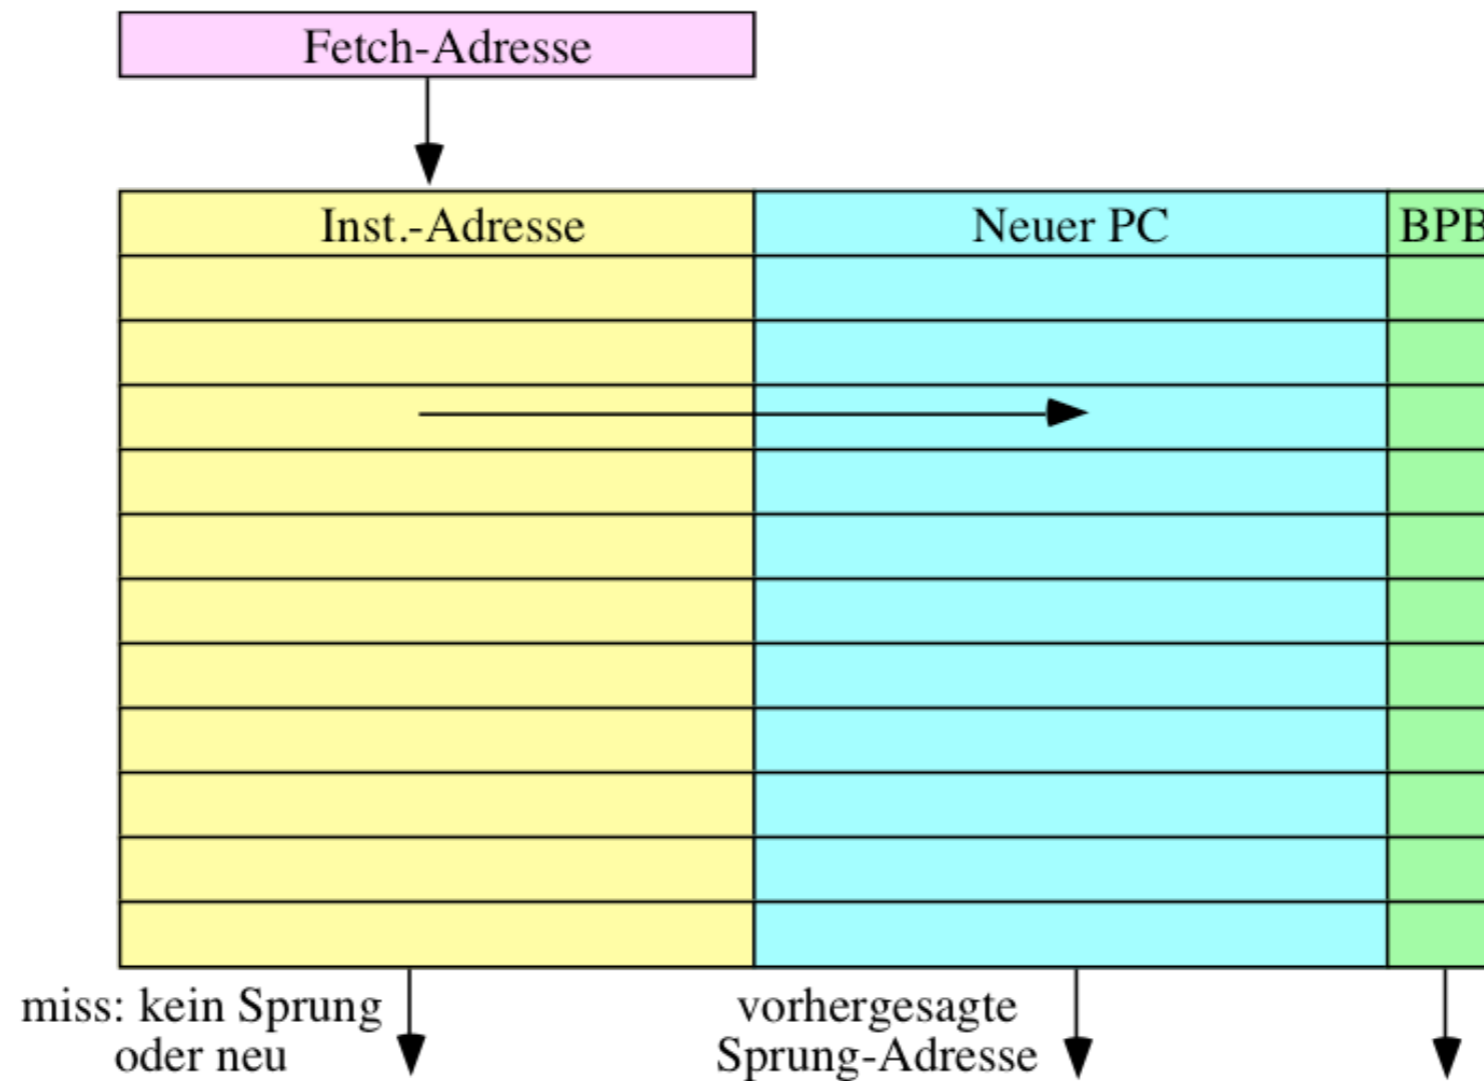 Fetch-Adresse
Inst.-Adresse
Neuer PC
BPB
miss: kein Sprung
oder neu
vorhergesagte
Sprung-Adresse